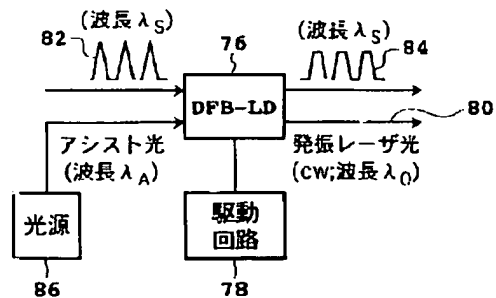 82
(波長λS)
76
(波長λS)
84
DFB-LD
80
アシスト光
(波長λA)
発振レーザ光
(CW;波長λ0)
光源
駆動
回路
86
78